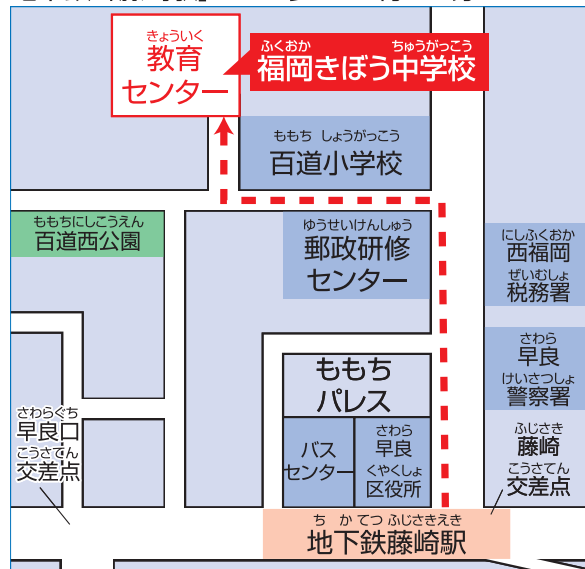 きょういく
教育
センター
ふくおか ちゅうがっこう
福岡きぼう中学校
ももち しょうがっこう
百道小学校
ももちにしこうえん
百道西公園
ゆうせいけんしゅう
郵政研修
センター
にしふくおか
西福岡
ぜいむしょ
税務署
さわら
早良
けいさつしょ
警察署
ももち
パレス
バス
センター
さわら
早良
くやくしょ
区役所
さわらぐち
早良口
こうさてん
交差点
ふじさき
藤崎
こうさてん
交差点
ち か てつ ふじさきえき
地下鉄藤崎駅